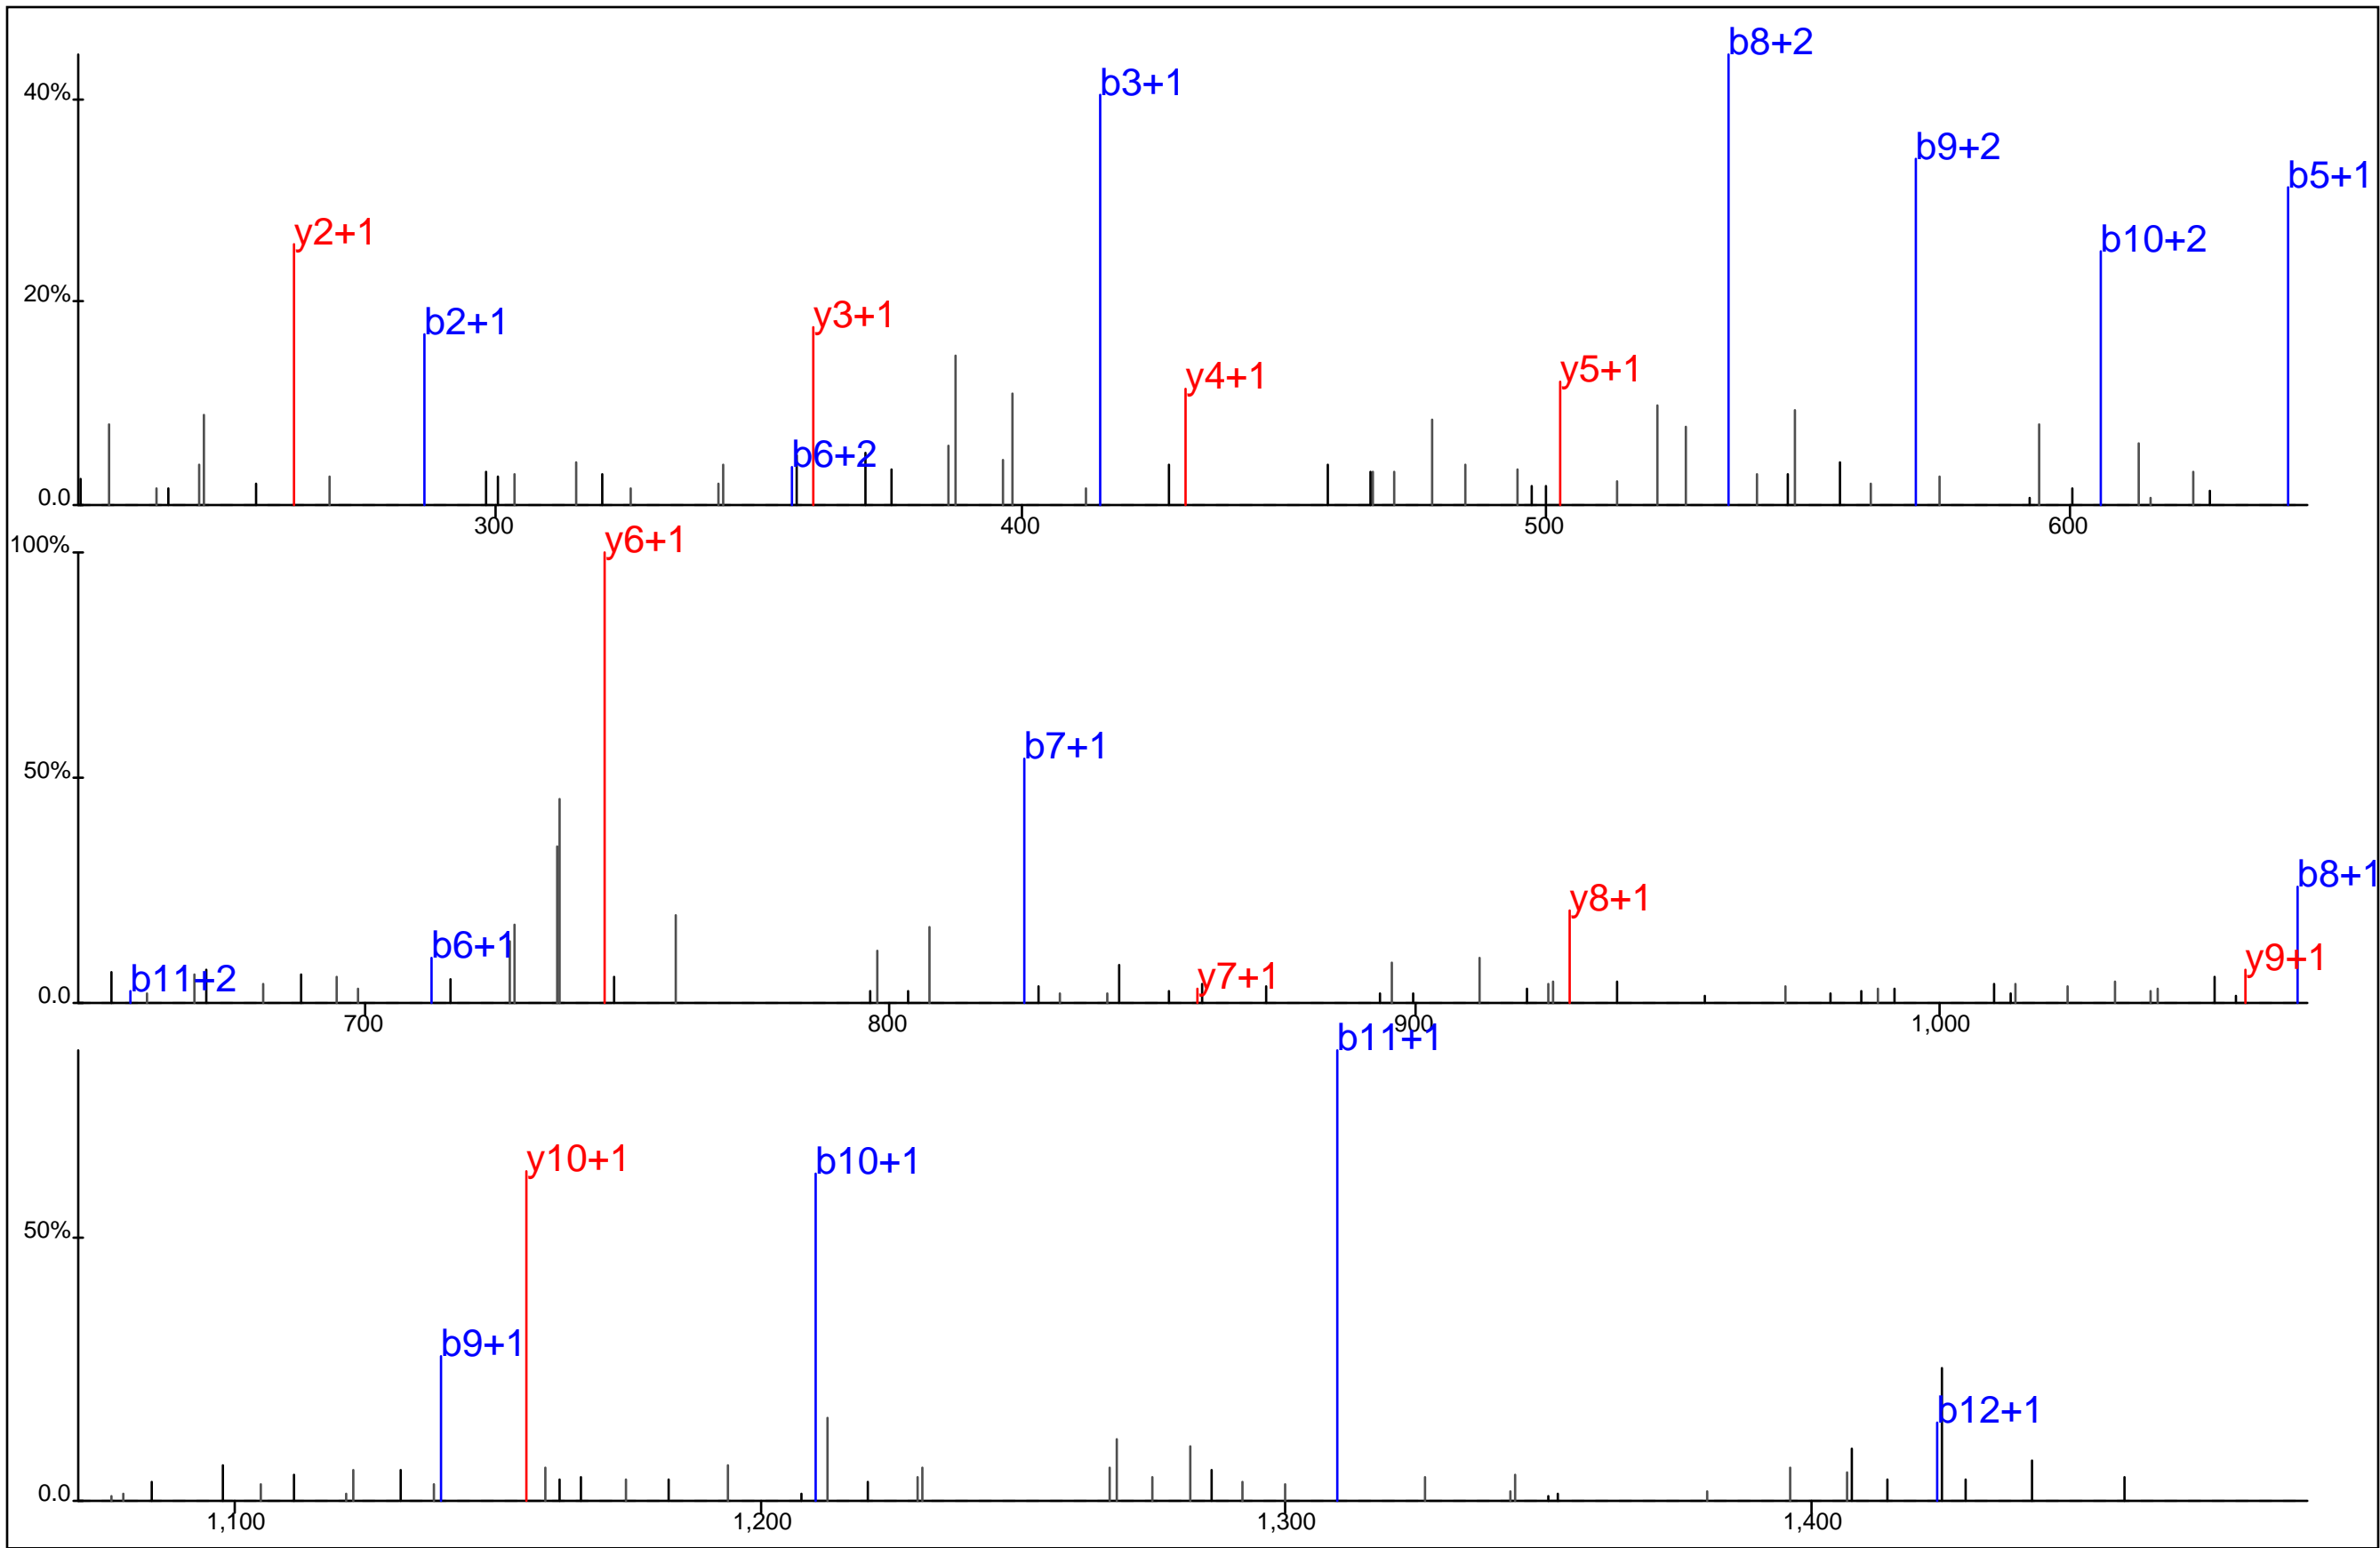 b8+2
b3+1
40%
b9+2
b5+1
y2+1
b10+2
20%
b2+1
y3+1
y4+1
y5+1
b6+2
0.0
300
400
500
600
100%
y6+1
b7+1
50%
b8+1
y8+1
b6+1
y9+1
b11+2
y7+1
0.0
700
800
900
1,000
b11+1
y10+1
b10+1
50%
b9+1
b12+1
0.0
1,100
1,200
1,300
1,400